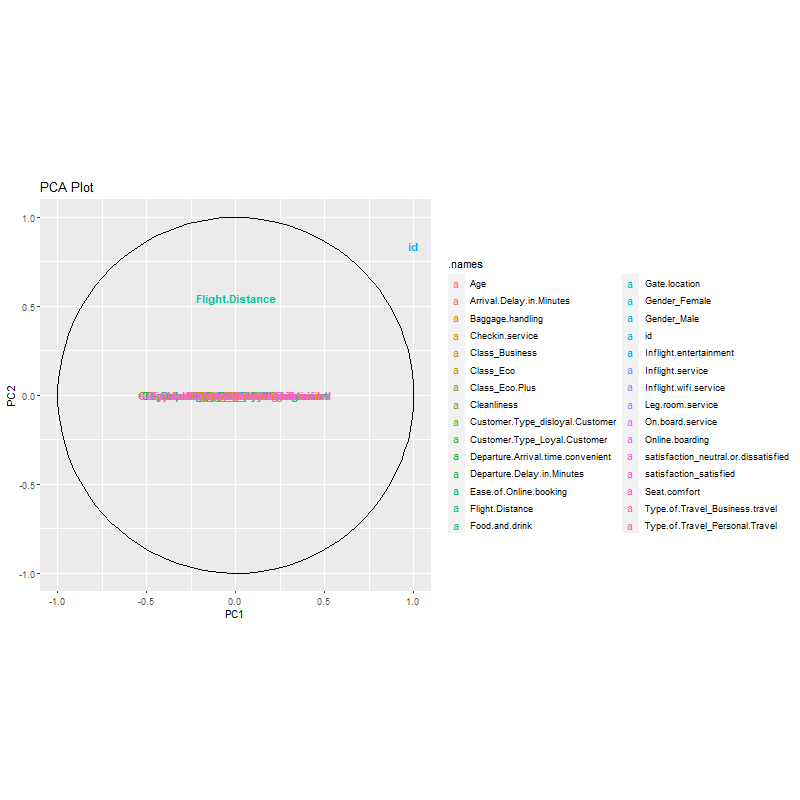 PCA Plot
1.0
0.5
0.0
-0.5
-1.0
PC2
id
Flight.Distance
-1.0
-0.5
0.0
0.5
1.0
PC1
.names
a Age
a Arrival.Delay.in.Minutes
a Baggage.handling
a Checkin.service
a Class_Business
a Class_Eco
a Class_Eco.Plus
a Cleanliness
a Customer.Type_disloyal.Customer
a Customer.Type_Loyal.Customer
a Departure.Arrival.time.convenient
a Departure.Delay.in.Minutes
a Ease.of.Online.booking
a Flight.Distance
a Food.and.drink
a Gate.location
a Gender_Female
a Gender_Male
a id
a Inflight.entertainment
a Inflight.service
a Inflight.wifi.service
a Leg.room.service
a On.board.service
a Online.boarding
a satisfaction_neutral.or.dissatisfied
a satisfaction_satisfied
a Seat.comfort
a Type.of.Travel_Business.travel
a Type.of.Travel_Personal.Travel